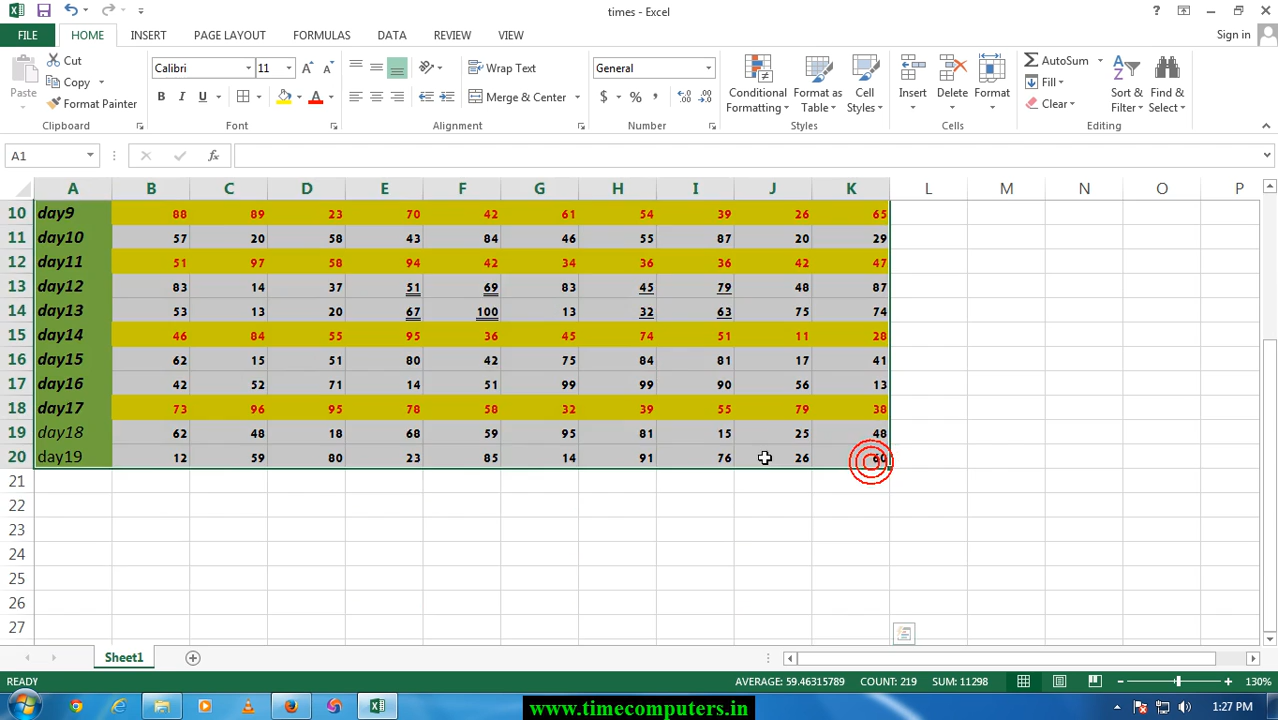 times - Excel
? 
Sign in
FILE HOME INSERT PAGE LAYOUT FORMULAS DATA REVIEW VIEW
Paste Cut Copy Format Painter Clipboard
Calibri 11 A A B I U A Font
Wrap Text Merge & Center Alignment
General $ % , Number
Conditional Formatting Format as Table Cell Styles Styles
Insert Delete Format Cells
AutoSum Fill Clear Sort & Filter Find & Select Editing
A1 fx
A B C D E F G H I J K L M N O P
10 day9 88 89 23 70 42 61 54 39 26 65
11 day10 57 20 58 43 84 46 55 87 20 29
12 day11 51 97 58 94 42 34 36 36 42 47
13 day12 83 14 37 51 69 83 45 79 48 87
14 day13 53 13 20 67 100 13 32 63 75 74
15 day14 46 84 55 95 36 45 74 51 11 28
16 day15 62 15 51 80 42 75 84 81 17 41
17 day16 42 52 71 14 51 99 99 90 56 13
18 day17 73 96 95 78 58 32 39 55 79 38
19 day18 62 48 18 68 59 95 81 15 25 48
20 day19 12 59 80 23 85 14 91 76 26 60
21
22
23
24
25
26
27
Sheet1
READY AVERAGE: 59.46315789 COUNT: 219 SUM: 11298 130%
www.timecomputers.in 1:27 PM